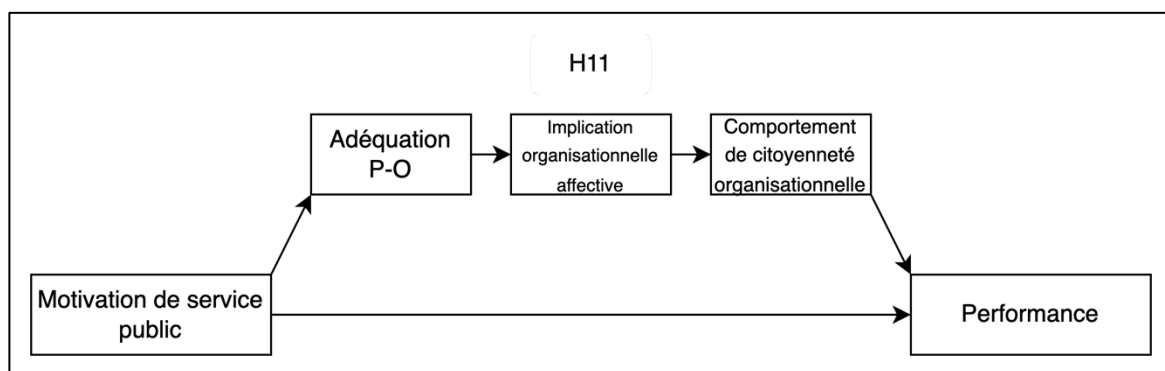 H11
Adéquation
P-O
Implication
organisationnelle
affective
Comportement
de citoyenneté
organisationnelle
Motivation de service
public
Performance